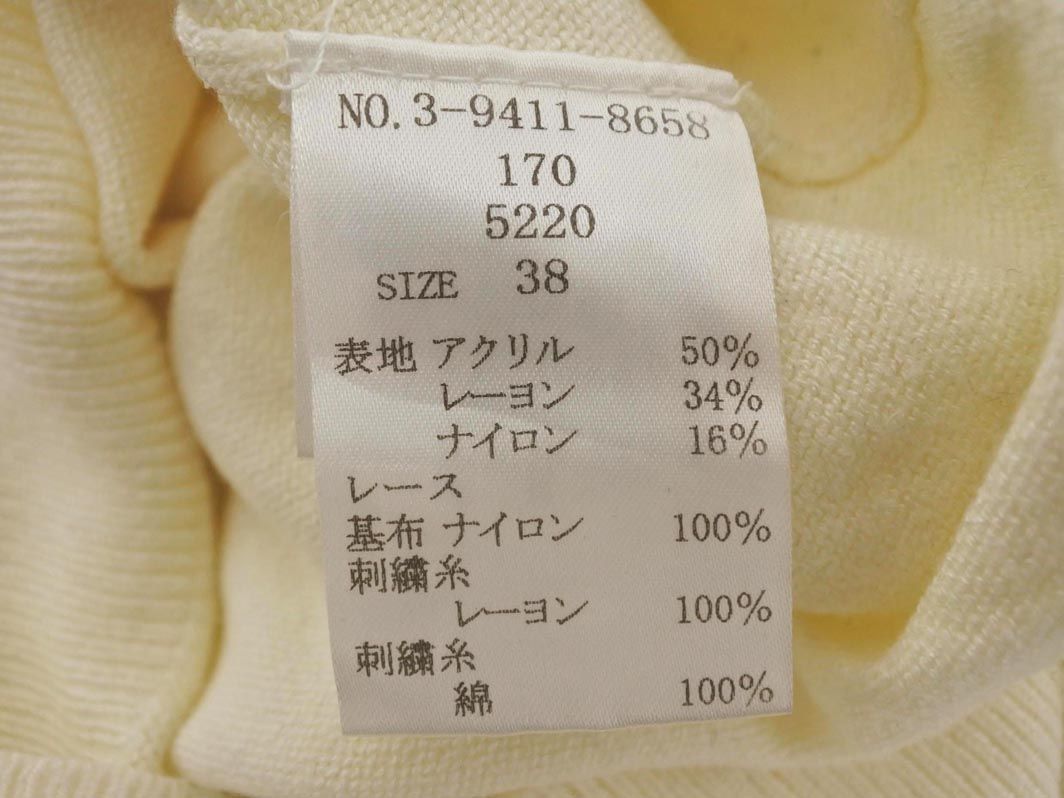 NO.3-9411-8658
170
5220
SIZE 38
表地 アクリル 50%
レーヨン 34%
ナイロン 16%
レース
基布 ナイロン 100%
刺繍糸
レーヨン 100%
刺繍糸
綿 100%